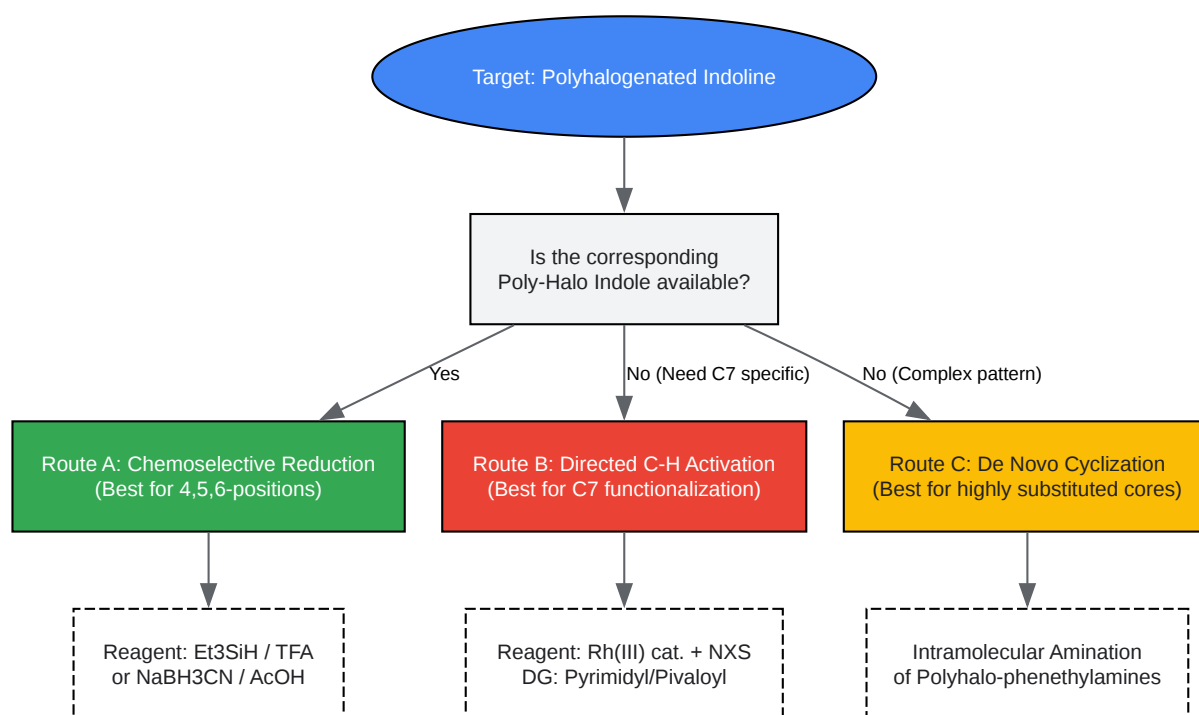 Target: Polyhalogenated Indoline
Is the corresponding
Poly-Halo Indole available?
Yes
No (Need C7 specific)
No (Complex pattern)
Route A: Chemoselective Reduction
(Best for 4,5,6-positions)
Route B: Directed C-H Activation
(Best for C7 functionalization)
Route C: De Novo Cyclization
(Best for highly substituted cores)
Reagent: Et3SiH / TFA
or NaBH3CN / AcOH
Reagent: Rh(III) cat. + NXS
DG: Pyrimidyl/Pivaloyl
Intramolecular Amination
of Polyhalo-phenethylamines